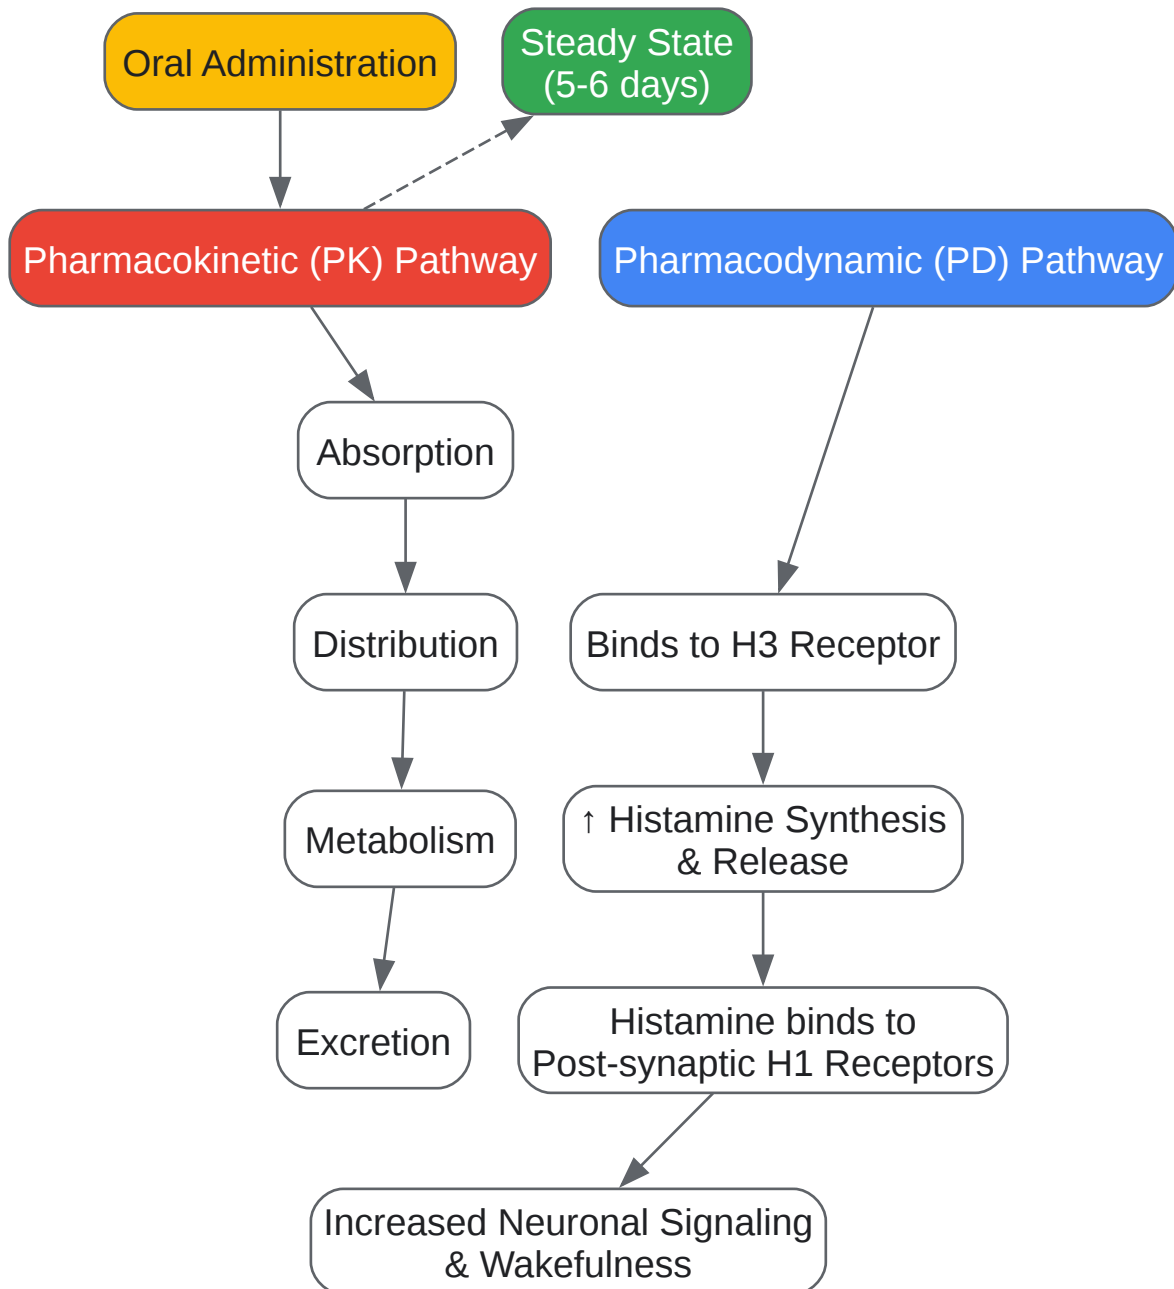 Oral Administration
Steady State
(5-6 days)
Pharmacokinetic (PK) Pathway
Pharmacodynamic (PD) Pathway
Absorption
Distribution
Binds to H3 Receptor
Metabolism
↑ Histamine Synthesis
& Release
Excretion
Histamine binds to
Post-synaptic H1 Receptors
Increased Neuronal Signaling
& Wakefulness